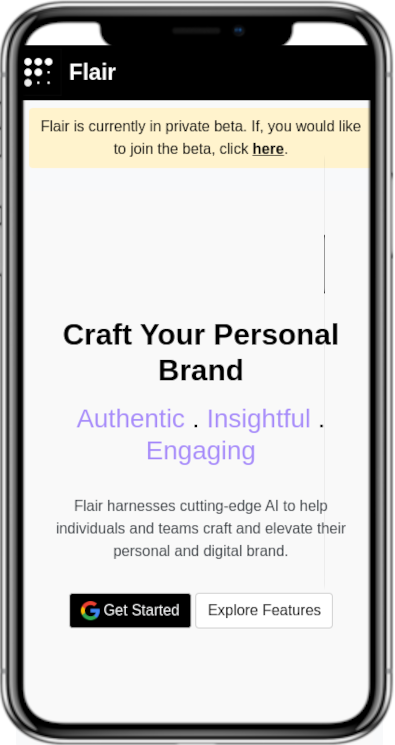 Flair
Flair is currently in private beta. If, you would like
to join the beta, click here.
Craft Your Personal
Brand
Authentic . Insightful .
Engaging
Flair harnesses cutting-edge AI to help
individuals and teams craft and elevate their
personal and digital brand.
Get Started Explore Features